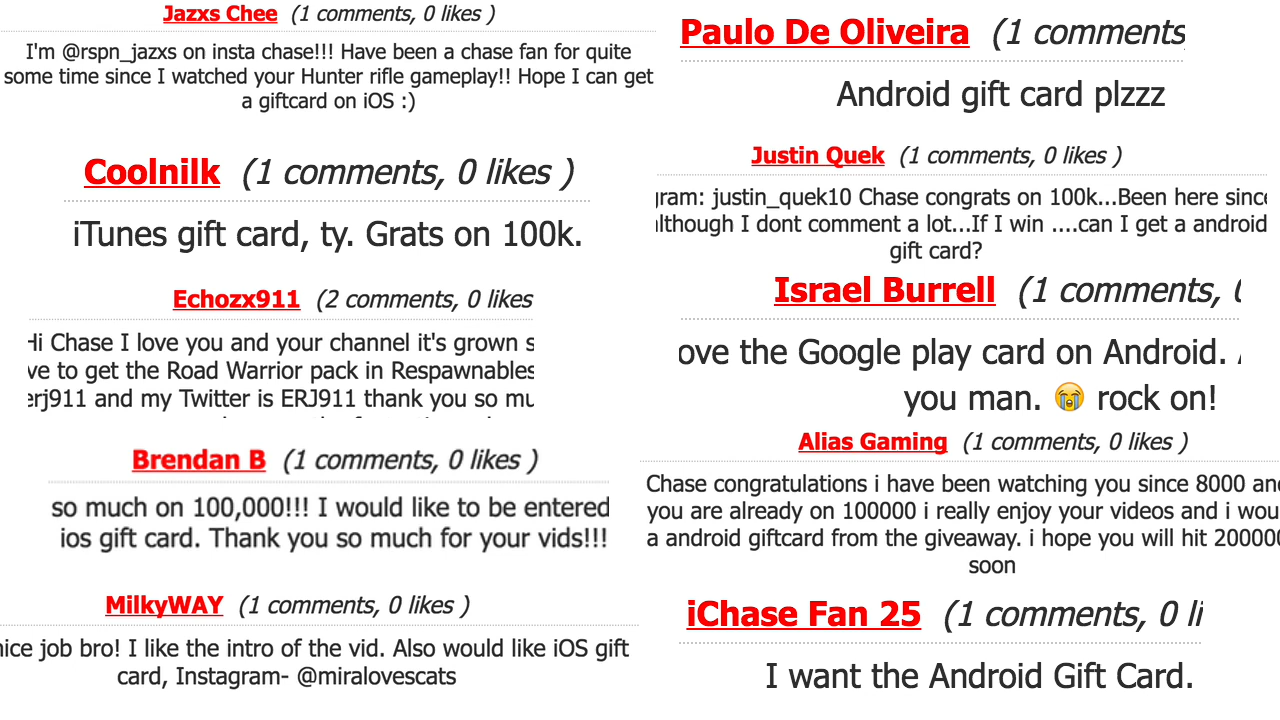 Jazxs Chee (1 comments, 0 likes )
I'm @rspn_jazxs on insta chase!!! Have been a chase fan for quite
some time since I watched your Hunter rifle gameplay!! Hope I can get
a giftcard on iOS :)
Coolnilk (1 comments, 0 likes )
iTunes gift card, ty. Grats on 100k.
Echozx911 (2 comments, 0 likes
Hi Chase I love you and your channel it's grown s
ve to get the Road Warrior pack in Respawnables
erj911 and my Twitter is ERJ911 thank you so mu
Brendan B (1 comments, 0 likes )
so much on 100,000!!! I would like to be entered
ios gift card. Thank you so much for your vids!!!
MilkyWAY (1 comments, 0 likes )
nice job bro! I like the intro of the vid. Also would like iOS gift
card, Instagram- @miralovescats
Paulo De Oliveira (1 comments,
Android gift card plzzz
Justin Quek (1 comments, 0 likes )
gram: justin_quek10 Chase congrats on 100k...Been here since
although I dont comment a lot...If I win ....can I get a android
gift card?
Israel Burrell (1 comments, 0
ove the Google play card on Android.
you man. 😭 rock on!
Alias Gaming (1 comments, 0 likes )
Chase congratulations i have been watching you since 8000 and
you are already on 100000 i really enjoy your videos and i wou
a android giftcard from the giveaway. i hope you will hit 200000
soon
iChase Fan 25 (1 comments, 0 li
I want the Android Gift Card.